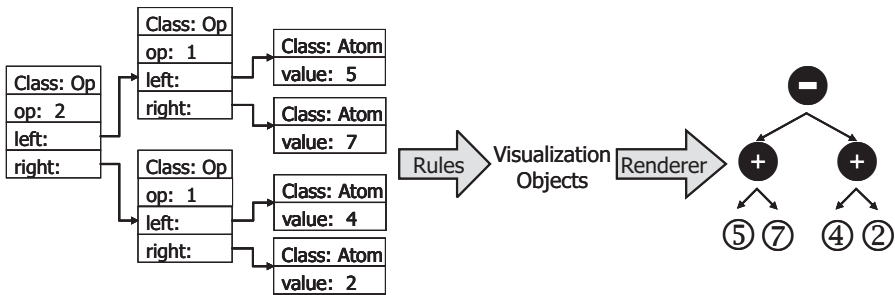 Class: Op
op: 2
left:
right:
Class: Op
op: 1
left:
right:
Class: Atom
value: 5
Class: Atom
value: 7
Class: Op
op: 1
left:
right:
Class: Atom
value: 4
Class: Atom
value: 2
Rules
Visualization
Objects
Renderer
−
+
+
5
7
4
2